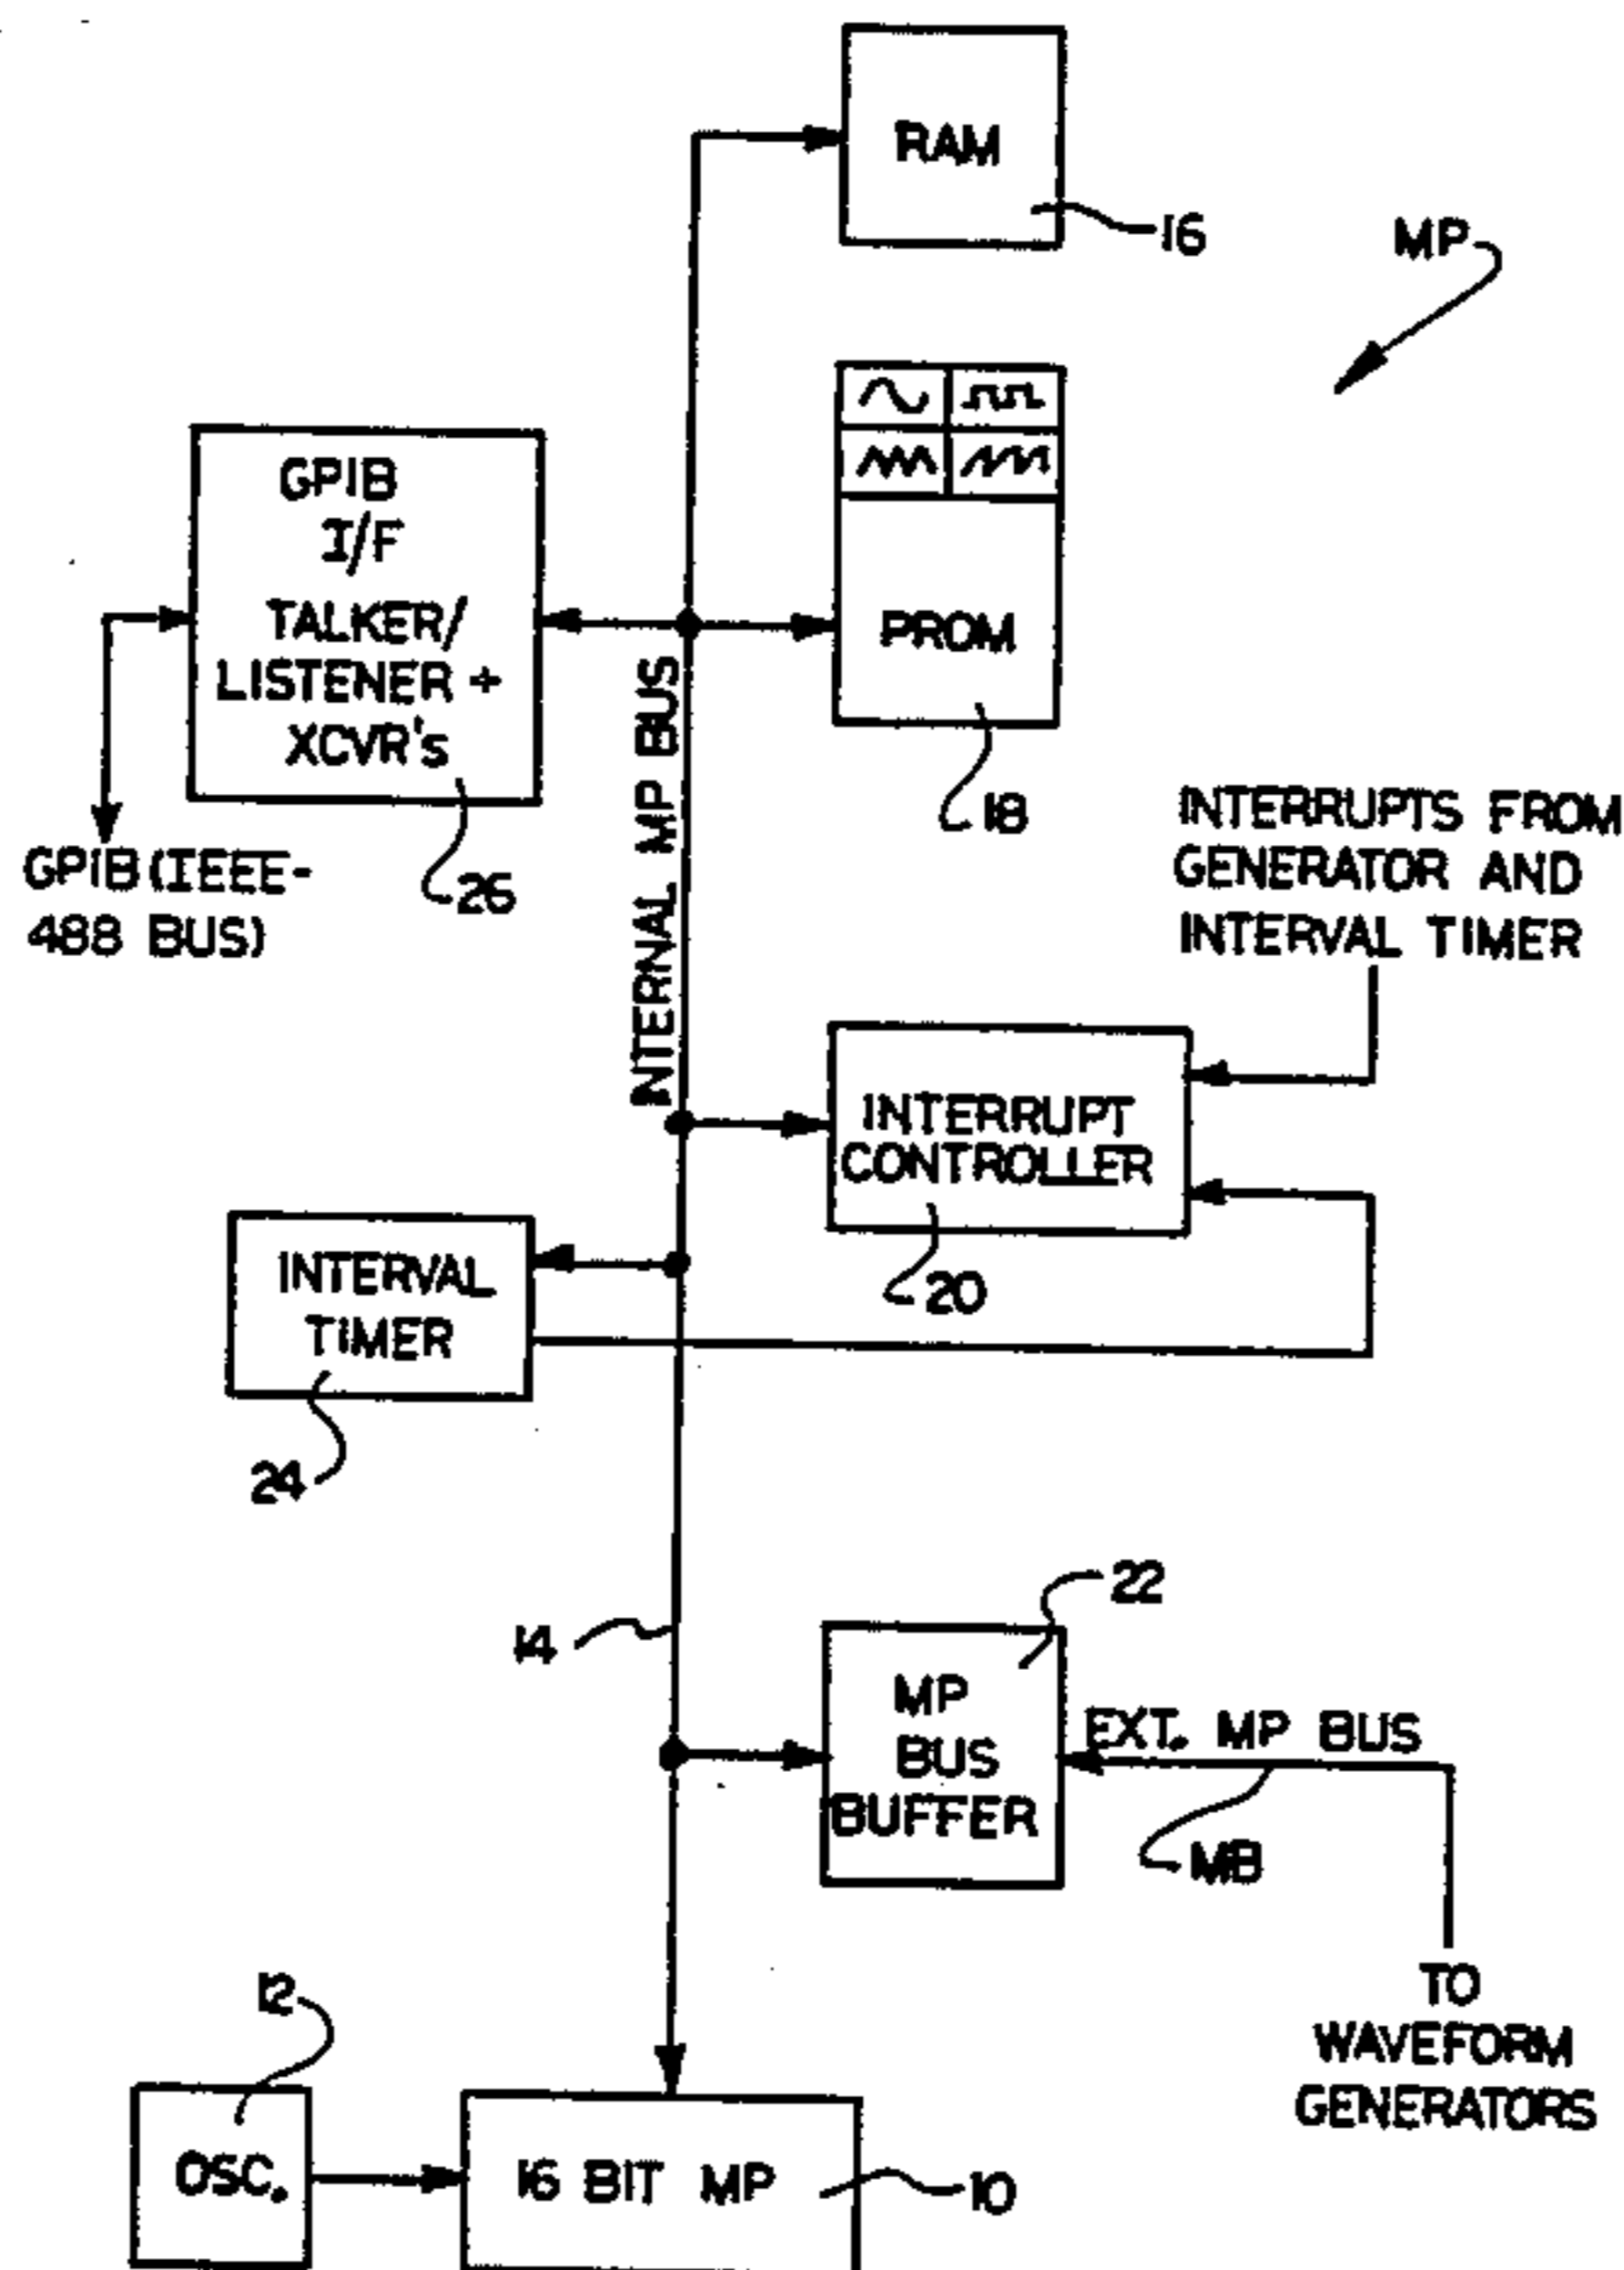 RAM
16
MP
GPIB
I/F
TALKER/
LISTENER +
XCVR's
26
GPIB (IEEE-
488 BUS)
INTERNAL MP BUS
PROM
18
INTERRUPTS FROM
GENERATOR AND
INTERVAL TIMER
INTERRUPT
CONTROLLER
20
INTERVAL
TIMER
24
14
22
MP
BUS
BUFFER
EXT. MP BUS
MB
TO
WAVEFORM
GENERATORS
12
OSC.
16 BIT MP
10